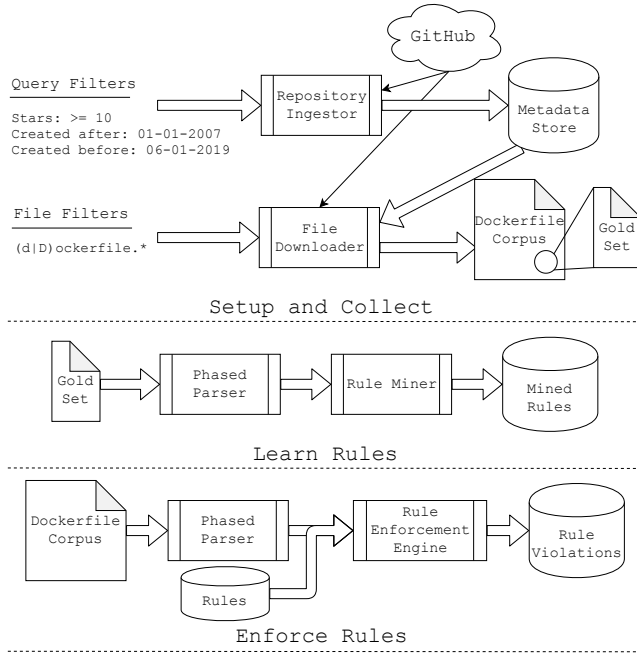 GitHub
Query Filters
Stars: >= 10
Created after: 01-01-2007
Created before: 06-01-2019
Repository
Ingestor
Metadata
Store
File Filters
(d|D)ockerfile.*
File
Downloader
Dockerfile
Corpus
Gold
Set
Setup and Collect
Gold
Set
Phased
Parser
Rule Miner
Mined
Rules
Learn Rules
Dockerfile
Corpus
Phased
Parser
Rules
Rule
Enforcement
Engine
Rule
Violations
Enforce Rules